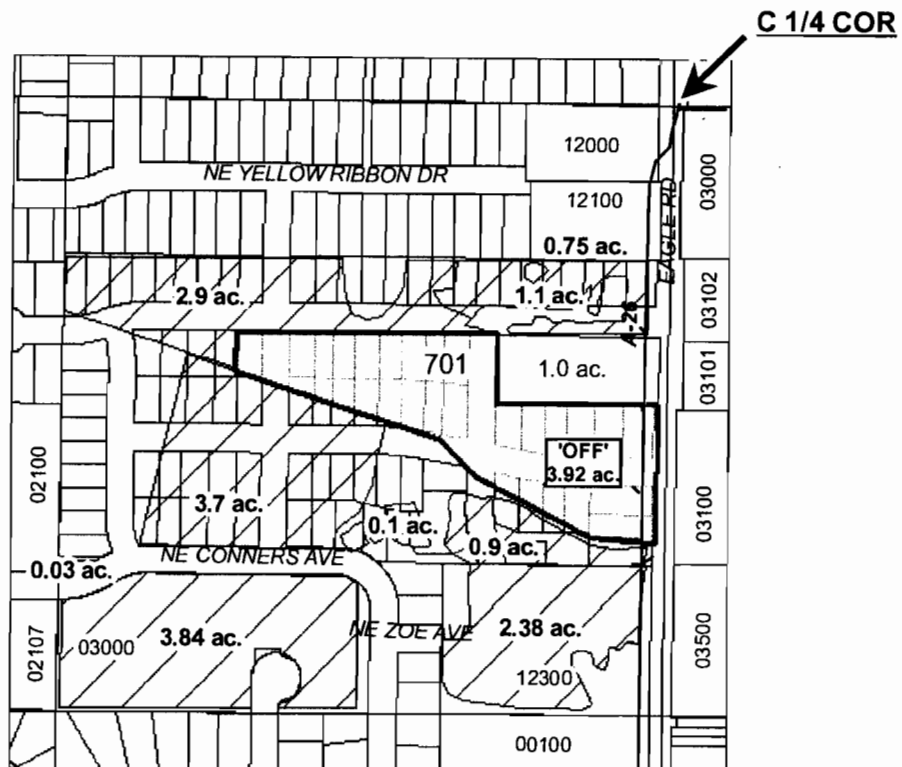 C 1/4 COR
12000
NE YELLOW RIBBON DR
03000
12100
EAGLE RD
0.75 ac.
2.9 ac.
1.1 ac.
03102
A-26
701
1.0 ac.
03101
'OFF'
3.92 ac.
02100
3.7 ac.
0.1 ac.
03100
0.9 ac.
NE CONNERS AVE
0.03 ac.
NE ZOE AVE
2.38 ac.
3.84 ac.
03000
02107
03500
12300
00100